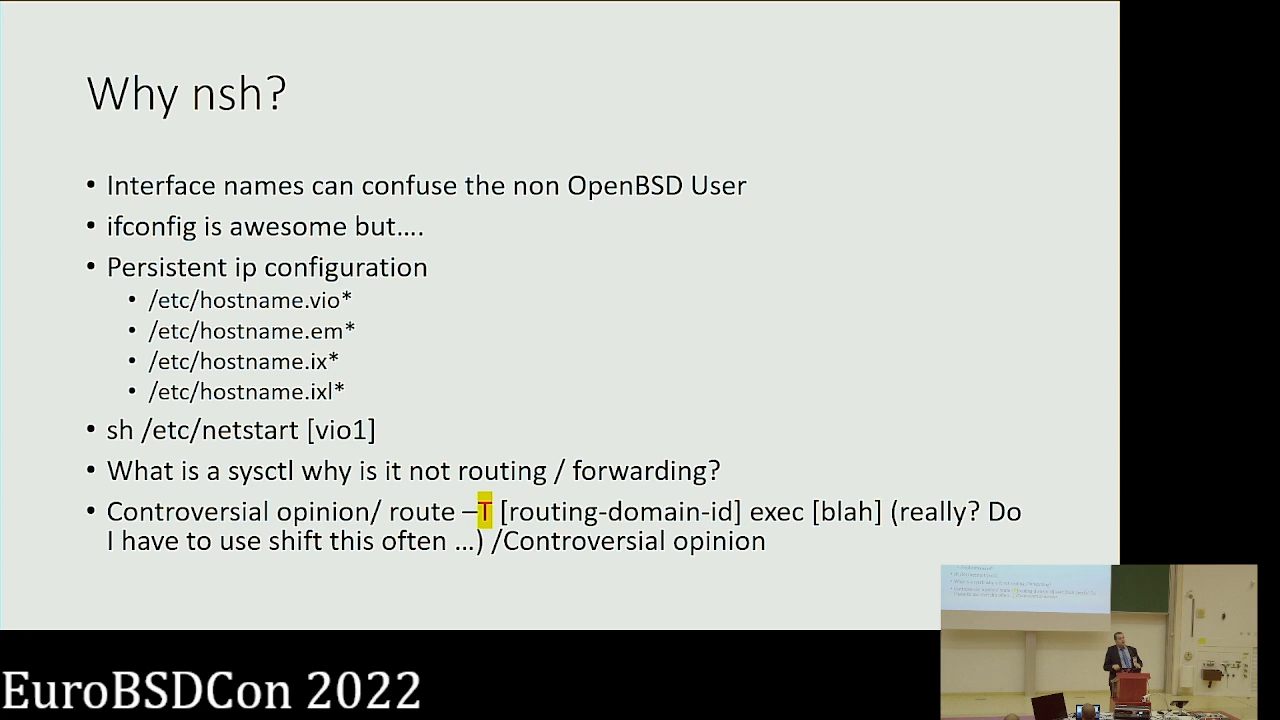 Why nsh?
• Interface names can confuse the non OpenBSD User
• ifconfig is awesome but….
• Persistent ip configuration
• /etc/hostname.vio*
• /etc/hostname.em*
• /etc/hostname.ix*
• /etc/hostname.ixl*
• sh /etc/netstart [vio1]
• What is a sysctl why is it not routing / forwarding?
• Controversial opinion/ route –T [routing-domain-id] exec [blah] (really? Do
I have to use shift this often …) /Controversial opinion
EuroBSDCon 2022